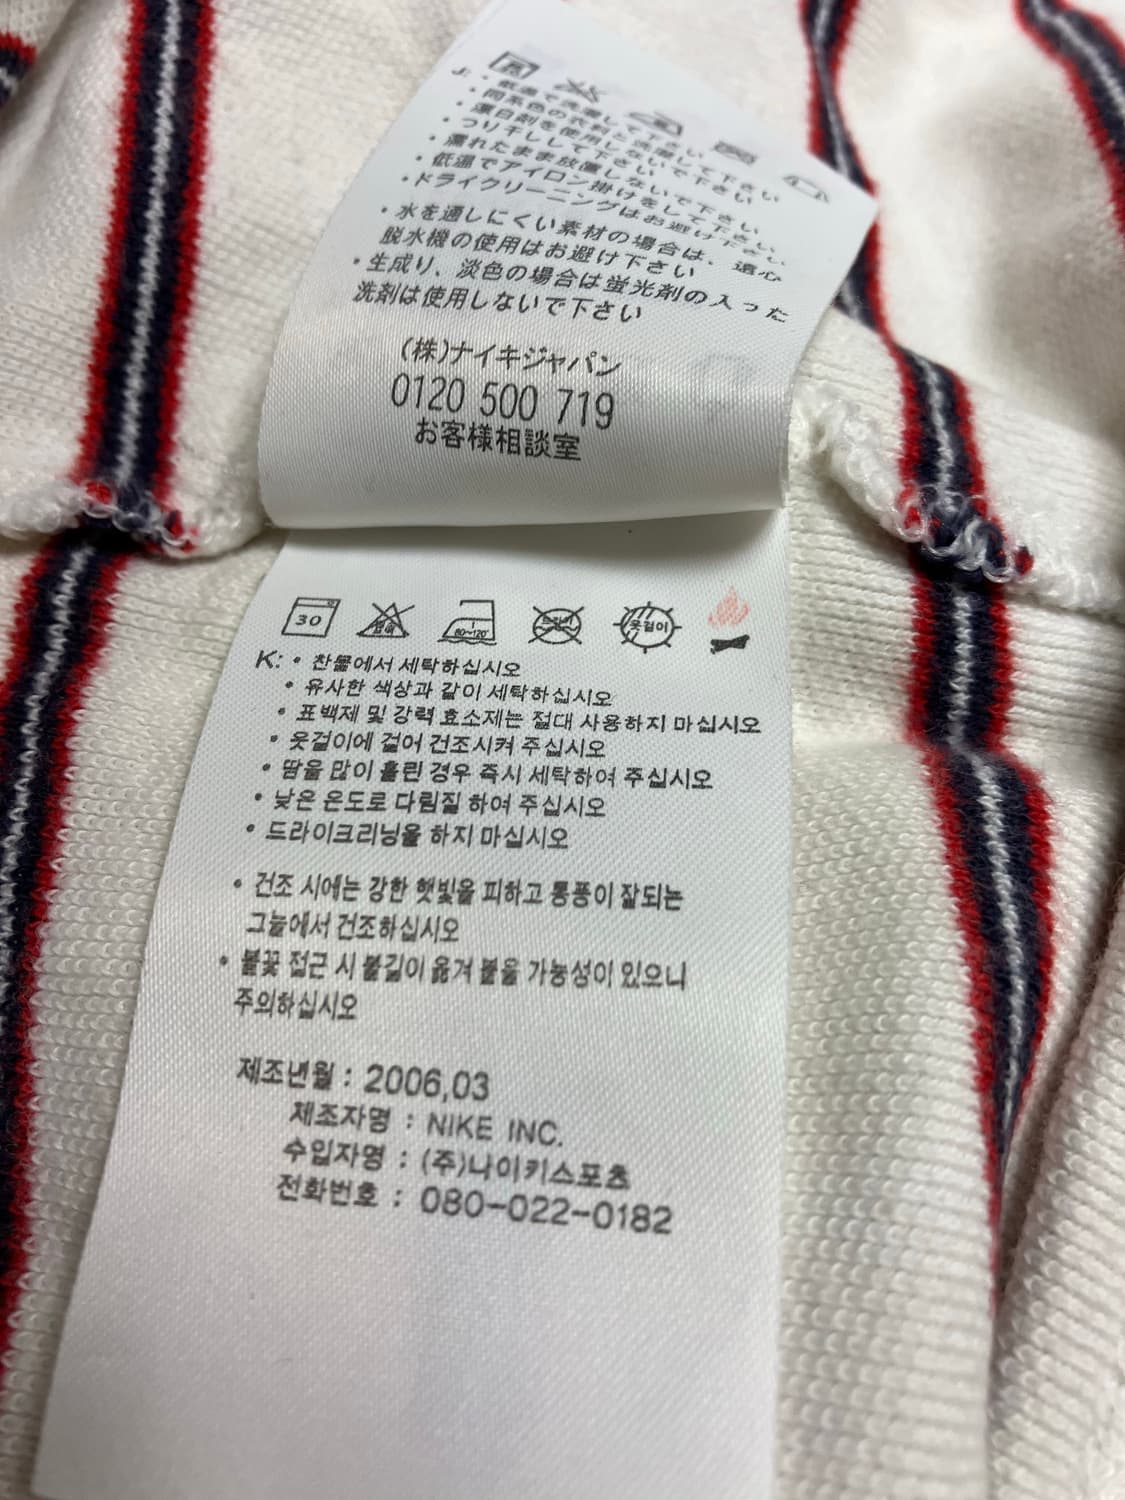 J: ・低温で洗濯して下さい
・同系色の衣料と洗濯して下さい
・漂白剤を使用しないで下さい
・つり干しして下さい
・濡れたまま放置しないで下さい
・低温でアイロン掛けをして下さい
・ドライクリーニングはお避け下さい
・水を通しにくい素材の場合は、遠心
脱水機の使用はお避け下さい
・生成り、淡色の場合は蛍光剤の入った
洗剤は使用しないで下さい
(株)ナイキジャパン
0120 500 719
お客様相談室
30 80~120° 옷걸이
K: • 찬물에서 세탁하십시오
• 유사한 색상과 같이 세탁하십시오
• 표백제 및 강력 효소제는 절대 사용하지 마십시오
• 옷걸이에 걸어 건조시켜 주십시오
• 땀을 많이 흘린 경우 즉시 세탁하여 주십시오
• 낮은 온도로 다림질 하여 주십시오
• 드라이크리닝을 하지 마십시오
• 건조 시에는 강한 햇빛을 피하고 통풍이 잘되는
그늘에서 건조하십시오
• 불꽃 접근 시 불길이 옮겨 붙을 가능성이 있으니
주의하십시오
제조년월 : 2006,03
제조자명 : NIKE INC.
수입자명 : (주)나이키스포츠
전화번호 : 080-022-0182